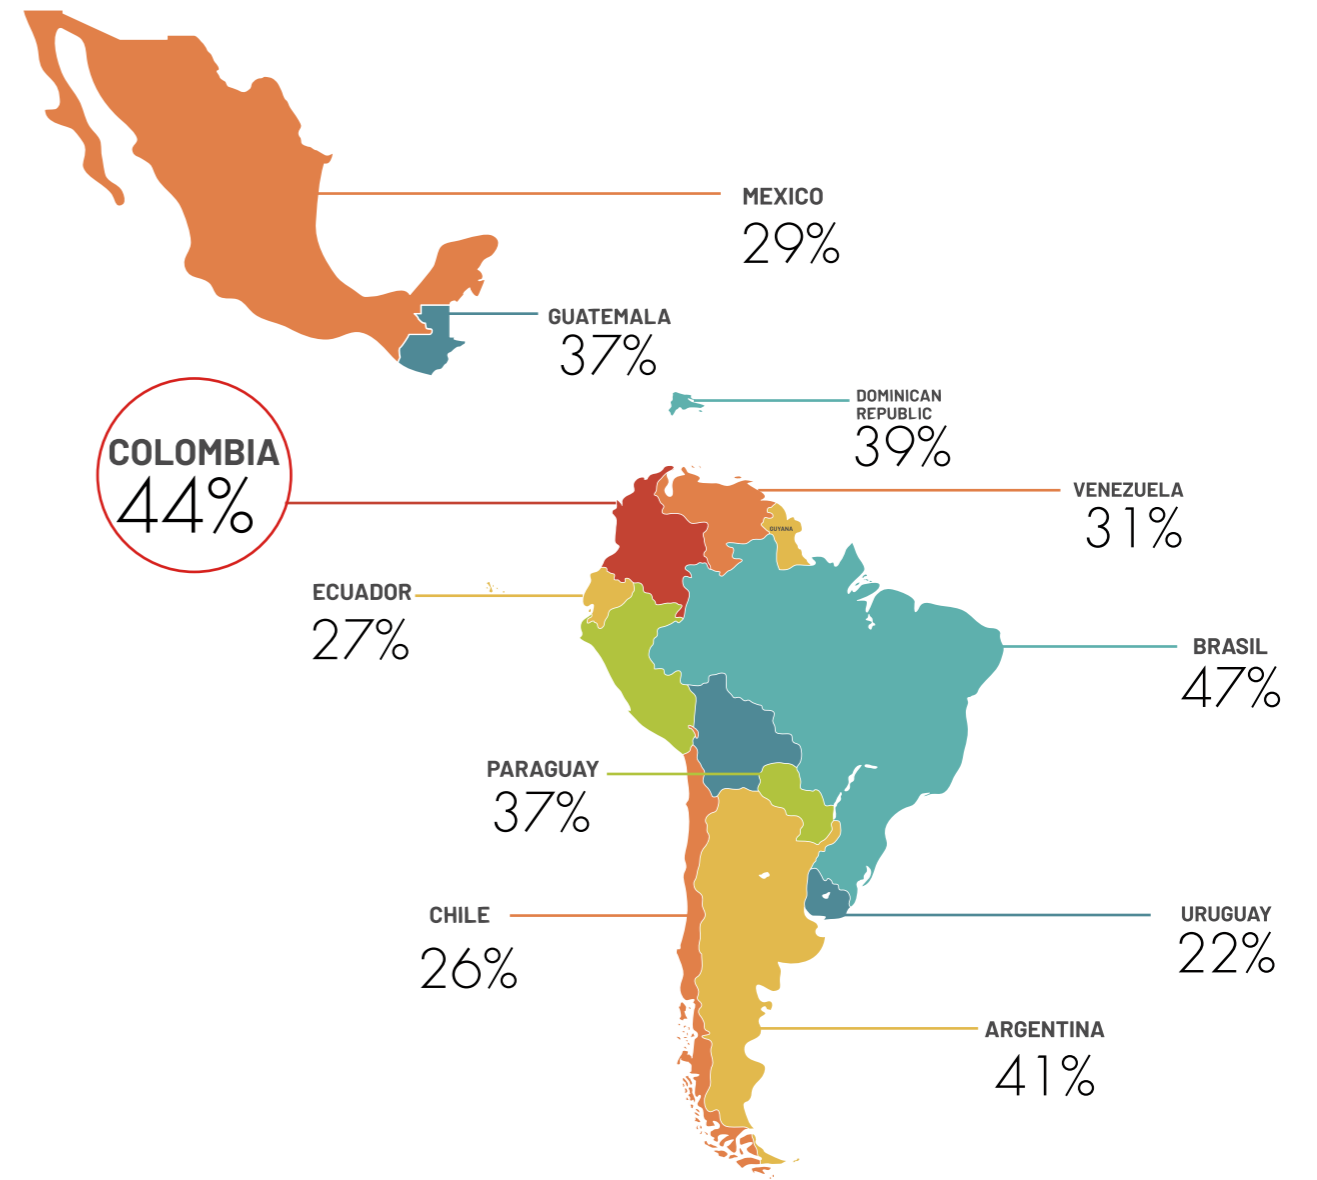 MEXICO
29%
GUATEMALA
37%
DOMINICAN
REPUBLIC
39%
COLOMBIA
44%
VENEZUELA
31%
GUYANA
ECUADOR
27%
BRASIL
47%
PARAGUAY
37%
CHILE
26%
URUGUAY
22%
ARGENTINA
41%